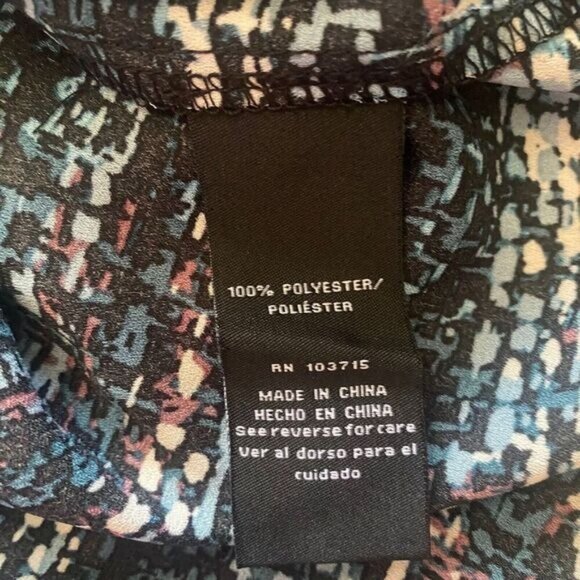 100% POLYESTER/
POLIÉSTER
RN 103715
MADE IN CHINA
HECHO EN CHINA
See reverse for care
Ver al dorso para el
cuidado